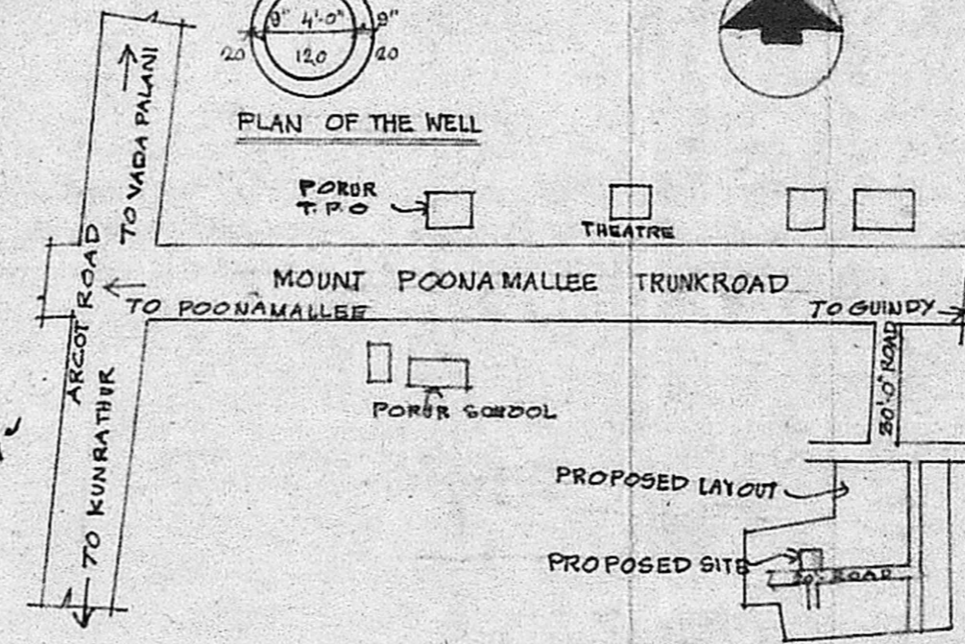 9" 4'-0" 9"
20 120 20
PLAN OF THE WELL
TO VADA PALANI
PORUR
T.P.O
THEATRE
ARCOT ROAD
MOUNT POONAMALLEE TRUNKROAD
TO POONAMALLEE
TO GUINDY
30'-0" ROAD
PORUR SCHOOL
TO KUNRATHUR
PROPOSED LAYOUT
PROPOSED SITE
ROAD